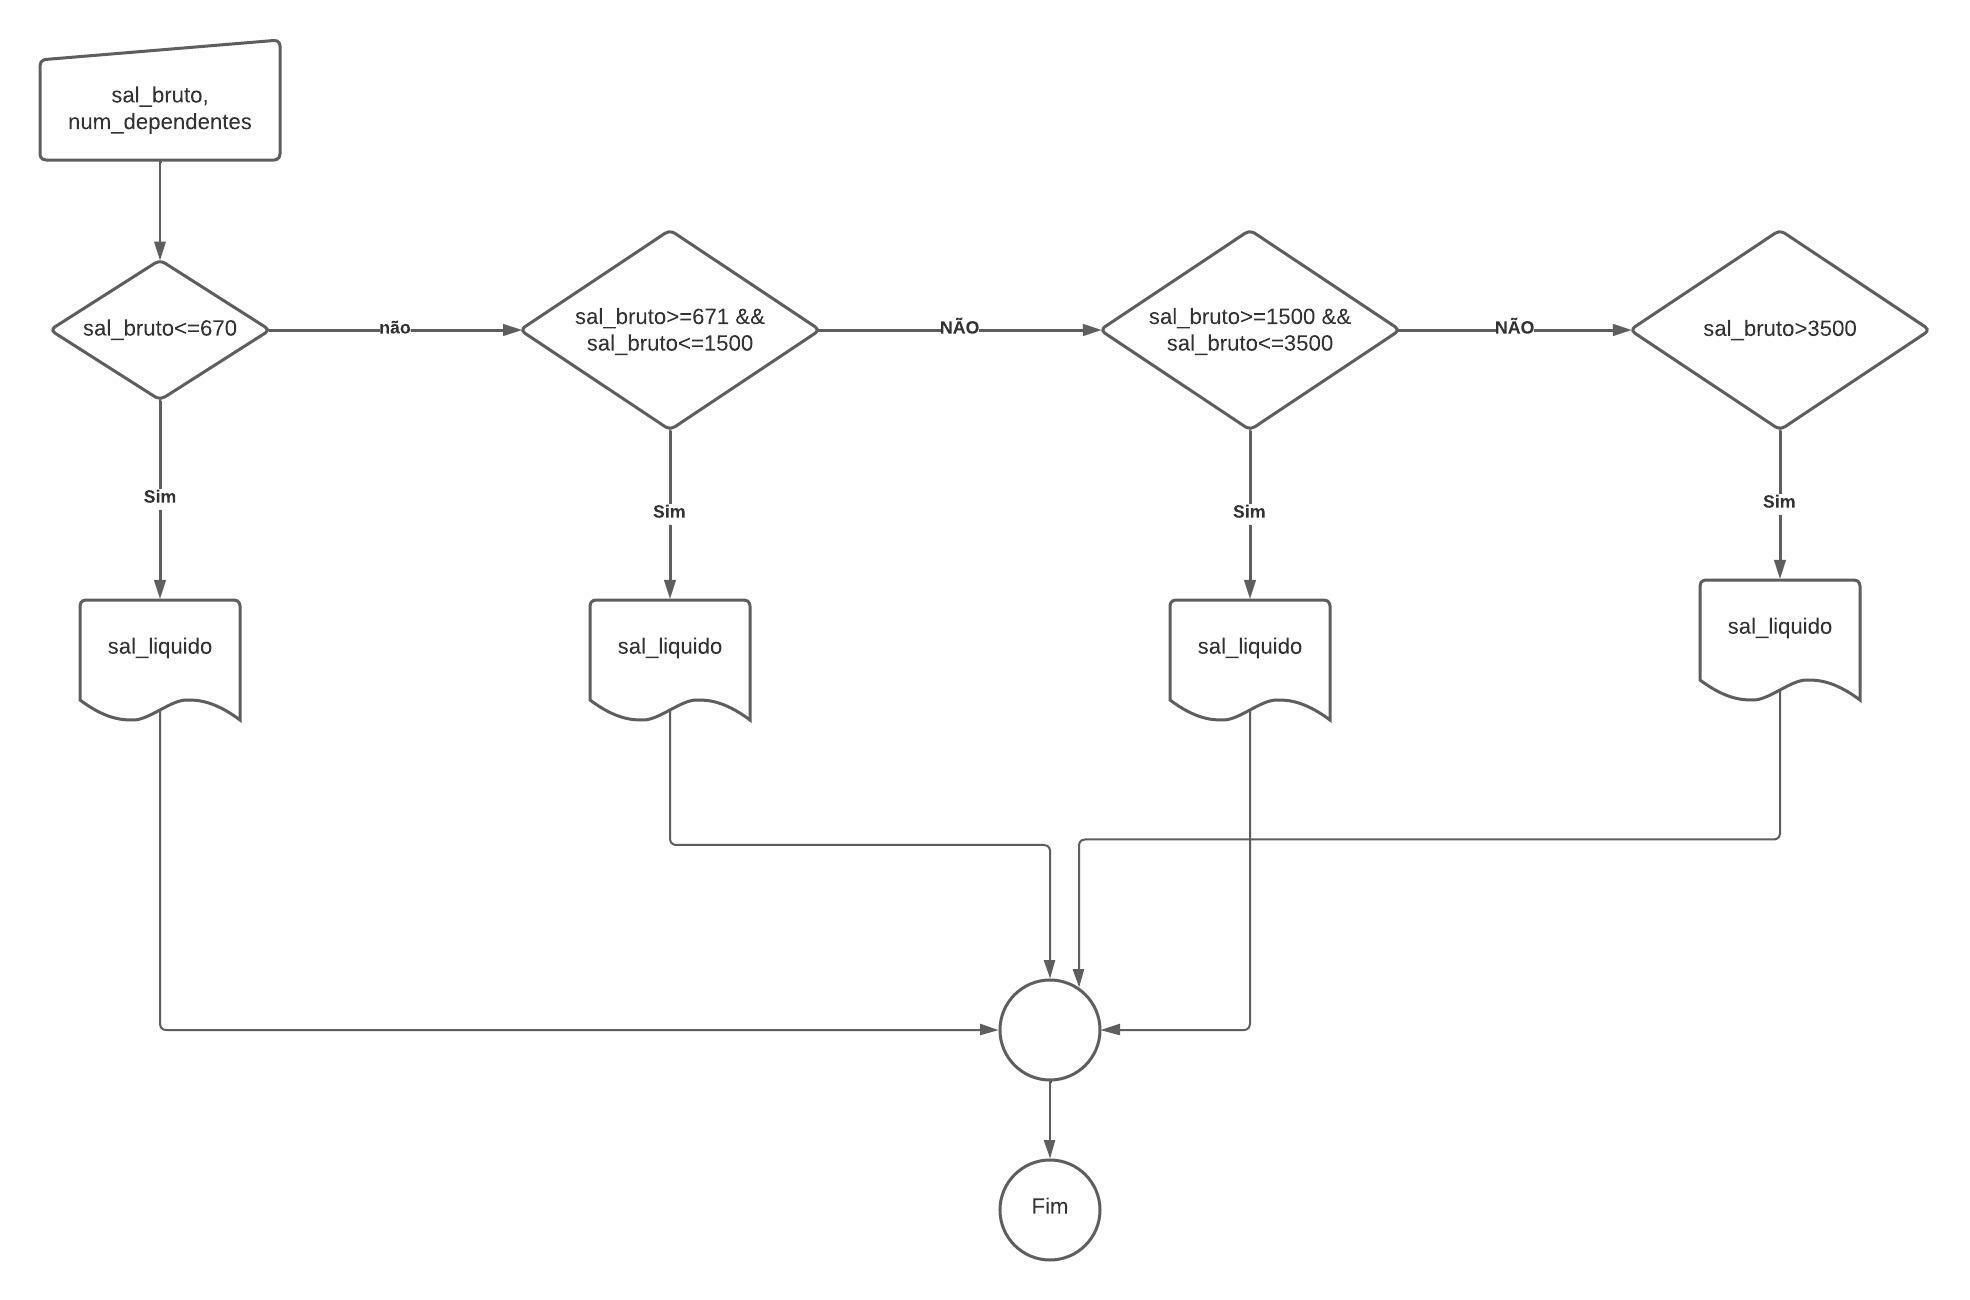 sal_bruto,
num_dependentes
sal_bruto<=670
não
sal_bruto>=671 &&
sal_bruto<=1500
NÃO
sal_bruto>=1500 &&
sal_bruto<=3500
NÃO
sal_bruto>3500
Sim
Sim
Sim
Sim
sal_liquido
sal_liquido
sal_liquido
sal_liquido
Fim